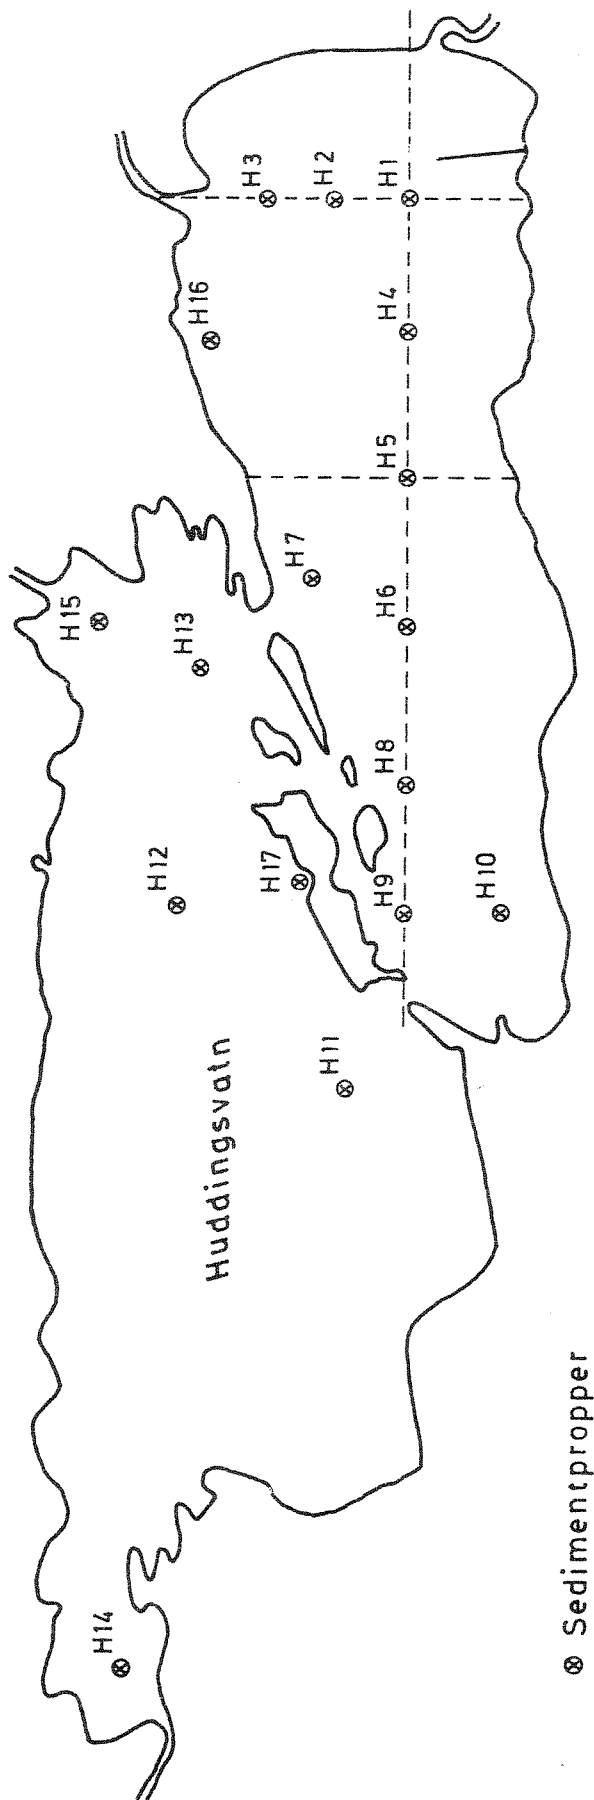 H15
H14
H12
H13
H16
Huddingsvatn
H3
H17
H7
H2
H11
H9
H8
H6
H5
H4
H1
H10
⊗ Sedimentpropper